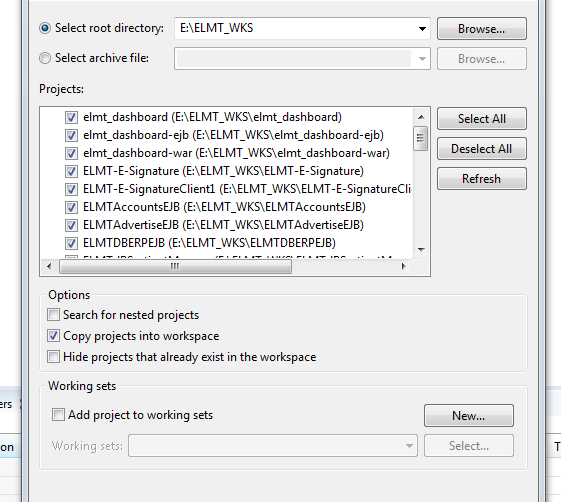 Select root directory: E:\ELMT_WKS Browse...
Select archive file: Browse...
Projects:
elmt_dashboard (E:\ELMT_WKS\elmt_dashboard) Select All
elmt_dashboard-ejb (E:\ELMT_WKS\elmt_dashboard-ejb)
elmt_dashboard-war (E:\ELMT_WKS\elmt_dashboard-war) Deselect All
ELMT-E-Signature (E:\ELMT_WKS\ELMT-E-Signature)
ELMT-E-SignatureClient1 (E:\ELMT_WKS\ELMT-E-SignatureCli Refresh
ELMTAccountsEJB (E:\ELMT_WKS\ELMTAccountsEJB)
ELMTAdvertiseEJB (E:\ELMT_WKS\ELMTAdvertiseEJB)
ELMTDBERPEJB (E:\ELMT_WKS\ELMTDBERPEJB)
Options
Search for nested projects
Copy projects into workspace
Hide projects that already exist in the workspace
Working sets
ers
Add project to working sets New...
on Working sets: Select... T